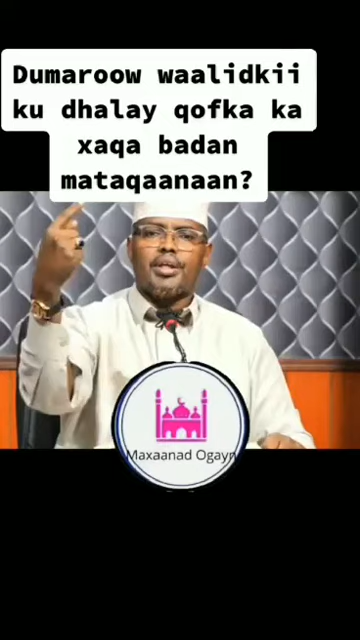 Dumaroow waalidkii
ku dhalay qofka ka
xaqa badan
mataqaanaan?
Maxaanad Ogayn